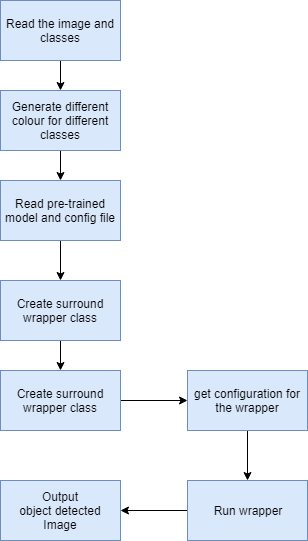 Read the image and
classes
Generate different
colour for different
classes
Read pre-trained
model and config file
Create surround
wrapper class
Create surround
wrapper class
get configuration for
the wrapper
Run wrapper
Output
object detected
Image